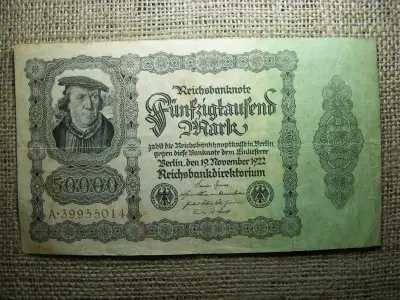 Reichsbanknote
Fünfzigtausend
Mark
zahlt die Reichsbankhauptkasse in Berlin
gegen diese Banknote dem Einlieferer
Berlin, den 19. November 1922
Reichsbankdirektorium
50000
A·39955014